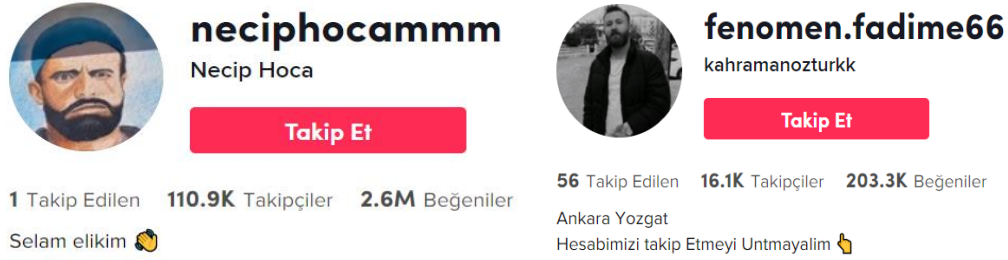 neciphocammm
Necip Hoca
Takip Et
1 Takip Edilen 110.9K Takipçiler 2.6M Beğeniler
Selam elikim 👏
fenomen.fadime66
kahramanozturkk
Takip Et
56 Takip Edilen 16.1K Takipçiler 203.3K Beğeniler
Ankara Yozgat
Hesabimizi takip Etmeyi Untmayalim 👆